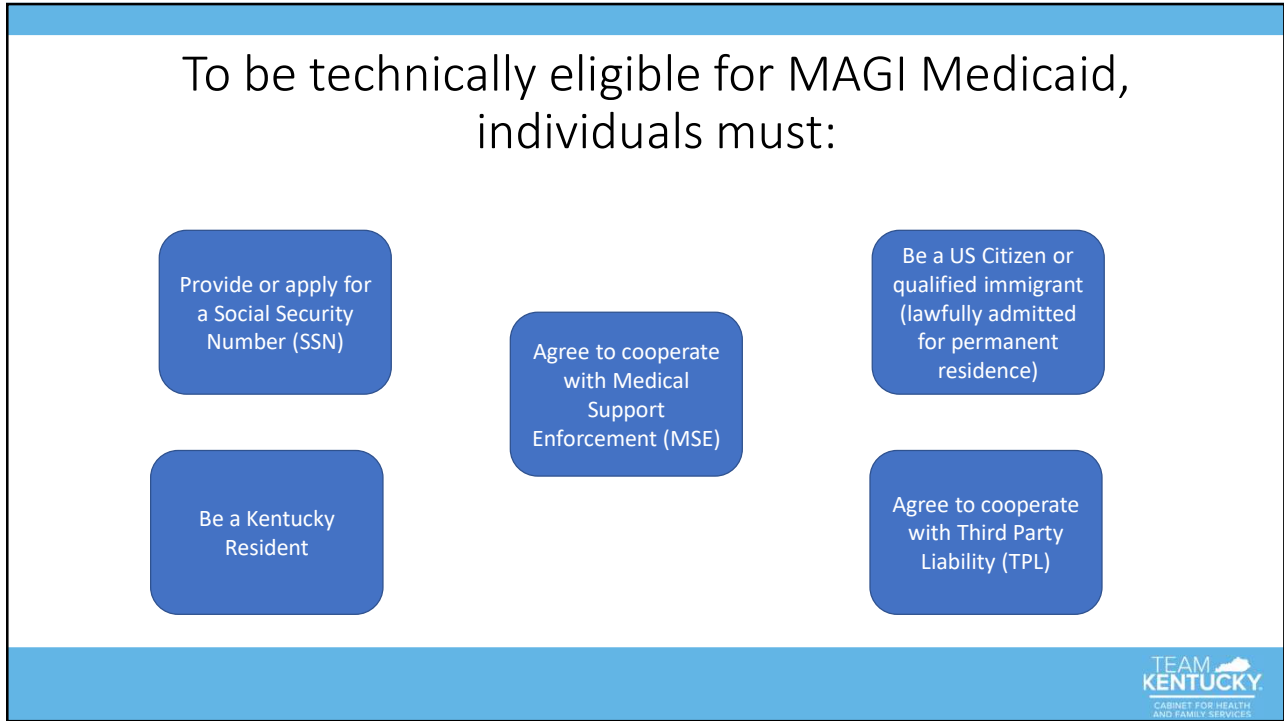 To be technically eligible for MAGI Medicaid,
individuals must:
Provide or apply for
a Social Security
Number (SSN)
Be a Kentucky
Resident
Agree to cooperate
with Medical
Support
Enforcement (MSE)
Be a US Citizen or
qualified immigrant
(lawfully admitted
for permanent
residence)
Agree to cooperate
with Third Party
Liability (TPL)
TEAM
KENTUCKY.
CABINET FOR HEALTH
AND FAMILY SERVICES